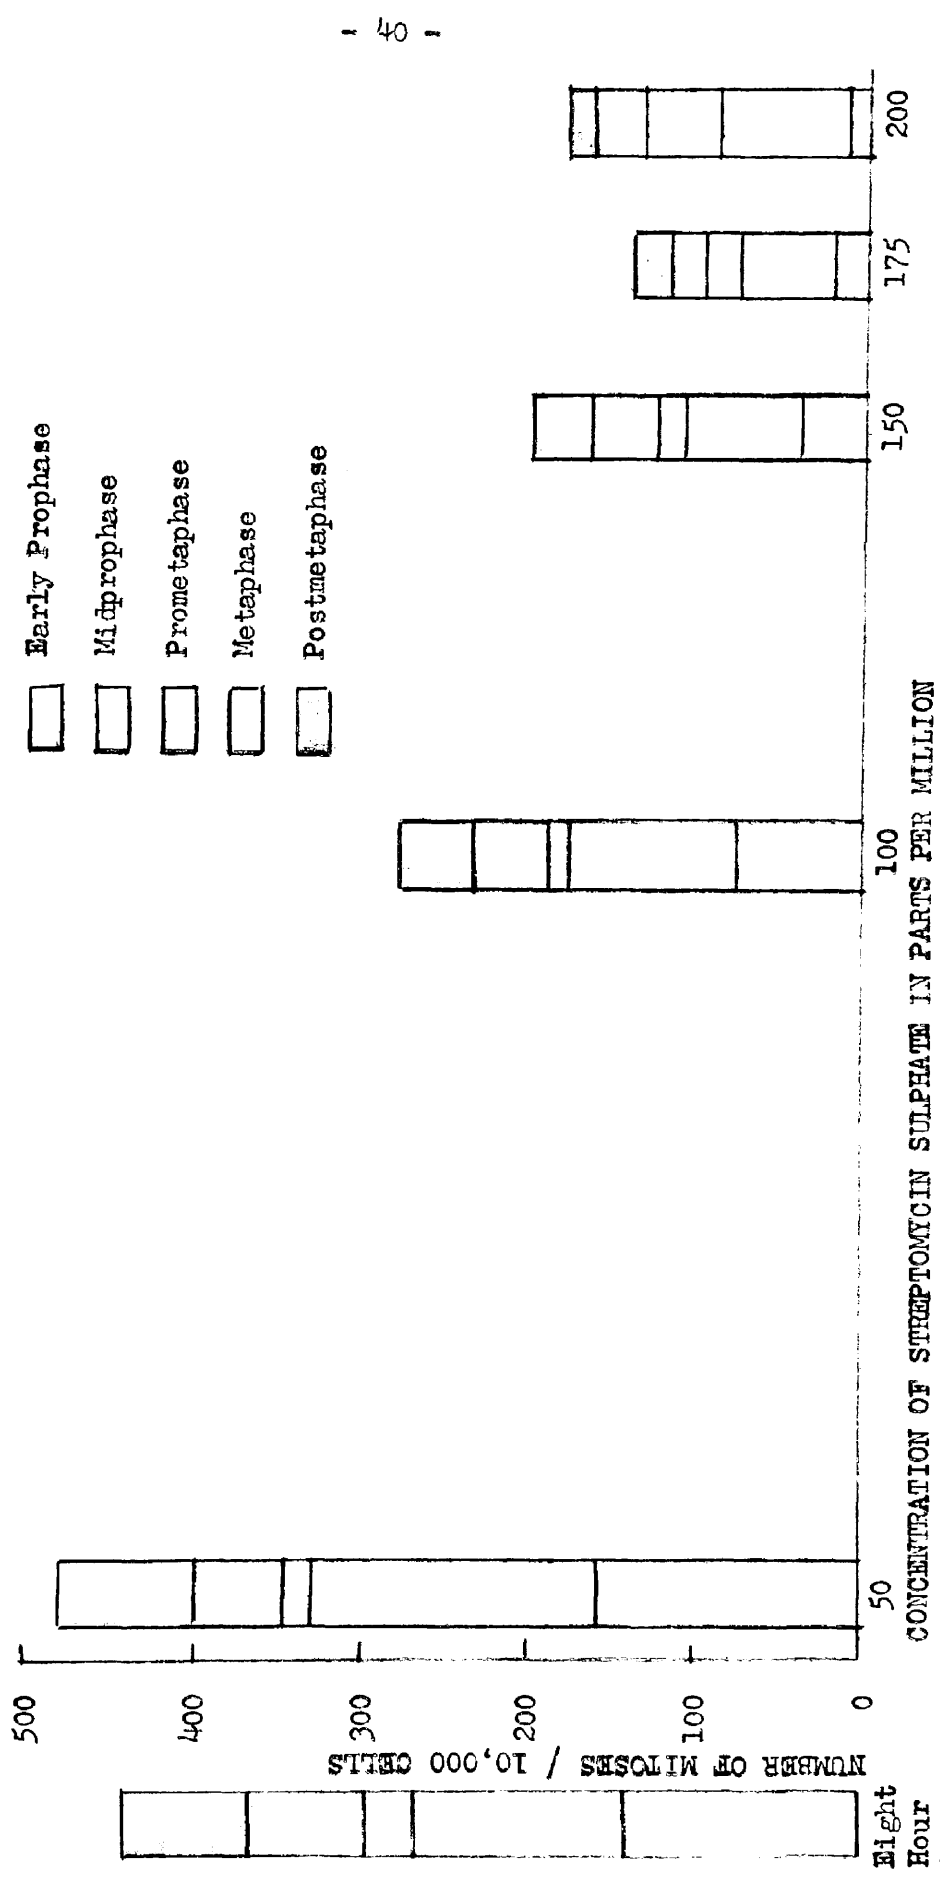 - 40 -
Early Prophase
Midprophase
Prometaphase
Metaphase
Postmetaphase
500
400
300
200
100
0
NUMBER OF MITOSES / 10,000 CELLS
Eight
Hour
50
100
150
175
200
CONCENTRATION OF STREPTOMYCIN SULPHATE IN PARTS PER MILLION